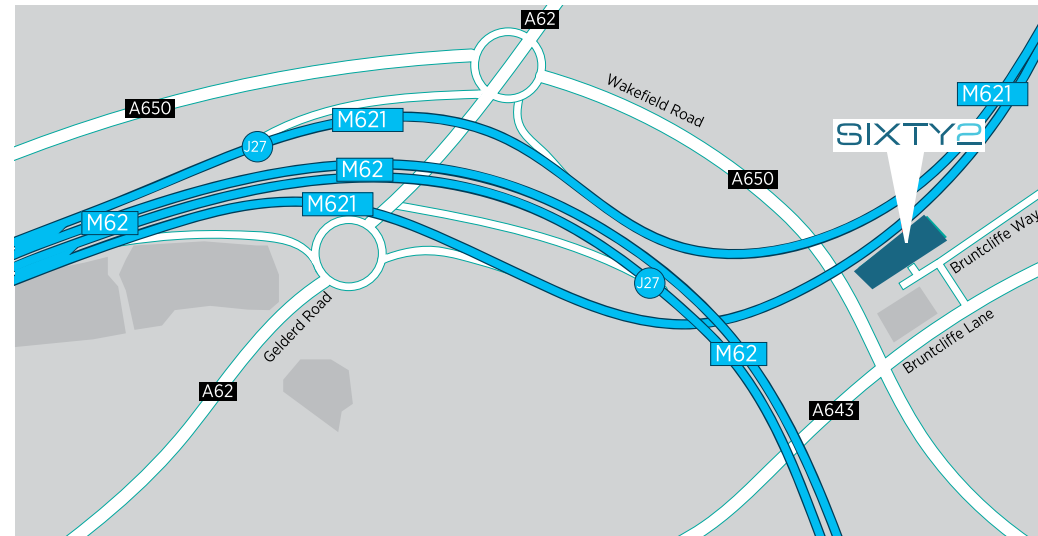 A62
Wakefield Road
M621
A650
M621
SIXTY2
J27
M62
A650
M621
M62
Bruntcliffe Way
J27
Gelderd Road
Bruntcliffe Lane
M62
A62
A643